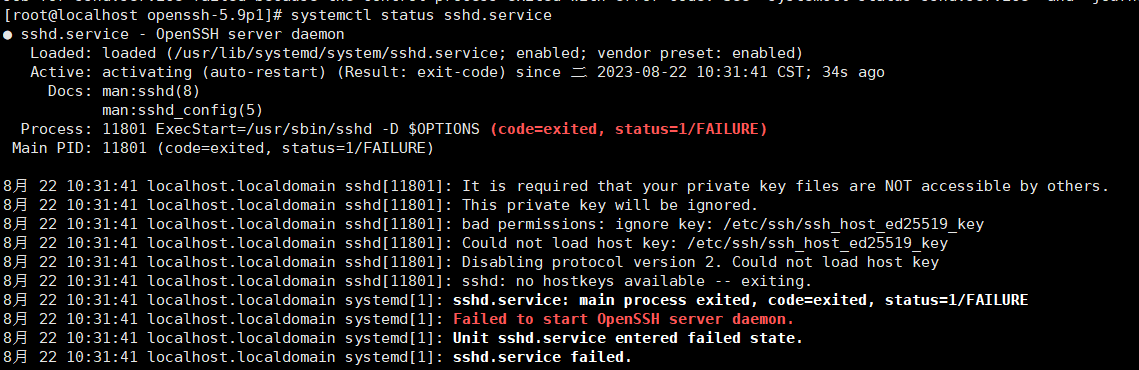 [root@localhost openssh-5.9p1]# systemctl status sshd.service
● sshd.service - OpenSSH server daemon
Loaded: loaded (/usr/lib/systemd/system/sshd.service; enabled; vendor preset: enabled)
Active: activating (auto-restart) (Result: exit-code) since 二 2023-08-22 10:31:41 CST; 34s ago
Docs: man:sshd(8)
man:sshd_config(5)
Process: 11801 ExecStart=/usr/sbin/sshd -D $OPTIONS (code=exited, status=1/FAILURE)
Main PID: 11801 (code=exited, status=1/FAILURE)
8月 22 10:31:41 localhost.localdomain sshd[11801]: It is required that your private key files are NOT accessible by others.
8月 22 10:31:41 localhost.localdomain sshd[11801]: This private key will be ignored.
8月 22 10:31:41 localhost.localdomain sshd[11801]: bad permissions: ignore key: /etc/ssh/ssh_host_ed25519_key
8月 22 10:31:41 localhost.localdomain sshd[11801]: Could not load host key: /etc/ssh/ssh_host_ed25519_key
8月 22 10:31:41 localhost.localdomain sshd[11801]: Disabling protocol version 2. Could not load host key
8月 22 10:31:41 localhost.localdomain sshd[11801]: sshd: no hostkeys available -- exiting.
8月 22 10:31:41 localhost.localdomain systemd[1]: sshd.service: main process exited, code=exited, status=1/FAILURE
8月 22 10:31:41 localhost.localdomain systemd[1]: Failed to start OpenSSH server daemon.
8月 22 10:31:41 localhost.localdomain systemd[1]: Unit sshd.service entered failed state.
8月 22 10:31:41 localhost.localdomain systemd[1]: sshd.service failed.